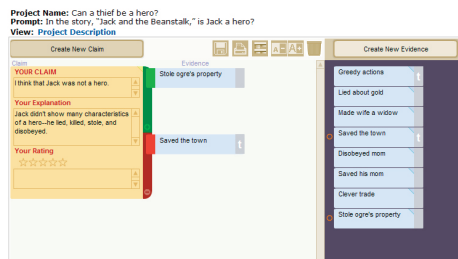 Project Name: Can a thief be a hero?
Prompt: In the story, "Jack and the Beanstalk," is Jack a hero?
View: Project Description
Create New Claim
A- A+
Create New Evidence
Claim
Evidence
YOUR CLAIM
I think that Jack was not a hero.
Your Explanation
Jack didn't show many characteristics
of a hero--he lied, killed, stole, and
disobeyed.
Your Rating
Stole ogre's property
Saved the town
t
Greedy actions
t
Lied about gold
Made wife a widow
Saved the town
t
Disobeyed mom
Saved his mom
Clever trade
Stole ogre's property